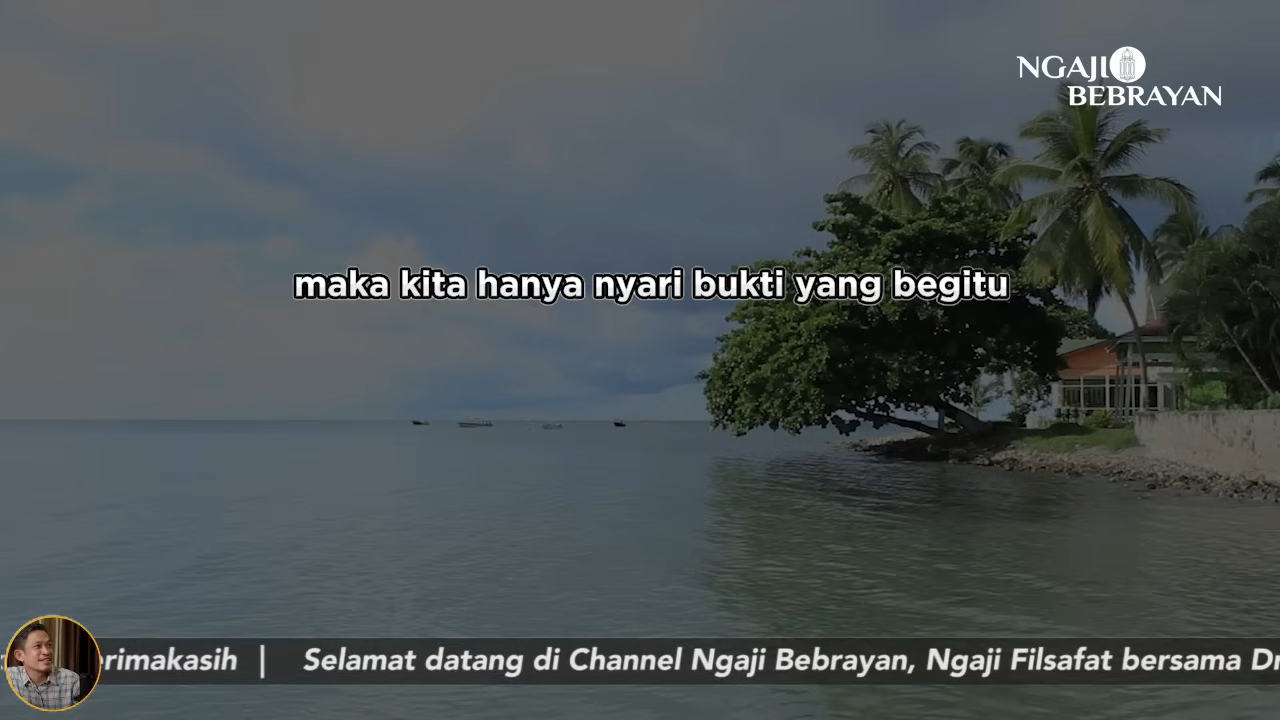 NGAJI
BEBRAYAN
maka kita hanya nyari bukti yang begitu
erimakasih | Selamat datang di Channel Ngaji Bebrayan, Ngaji Filsafat bersama Dr